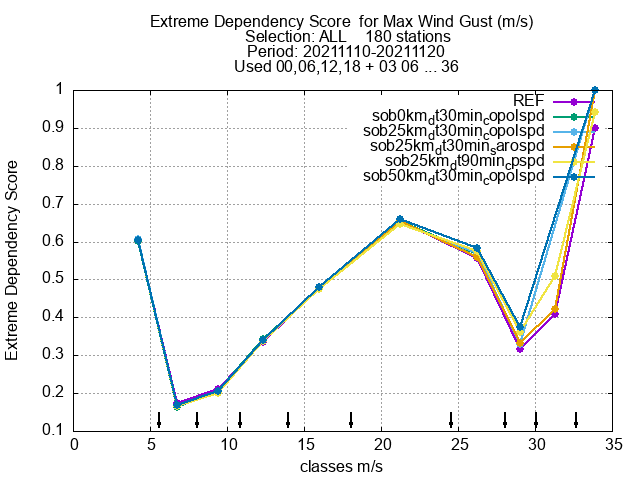 Extreme Dependency Score  for Max Wind Gust (m/s)
Selection: ALL    180 stations
Period: 20211110-20211120
Used 00,06,12,18 + 03 06 ... 36
REF
sob0km_dt30min_copolspd
sob25km_dt30min_copolspd
sob25km_dt30min_sarospd
sob25km_dt90min_cpspd
sob50km_dt30min_copolspd
1
0.9
0.8
0.7
0.6
0.5
0.4
0.3
0.2
0.1
Extreme Dependency Score
0 5 10 15 20 25 30 35
classes m/s